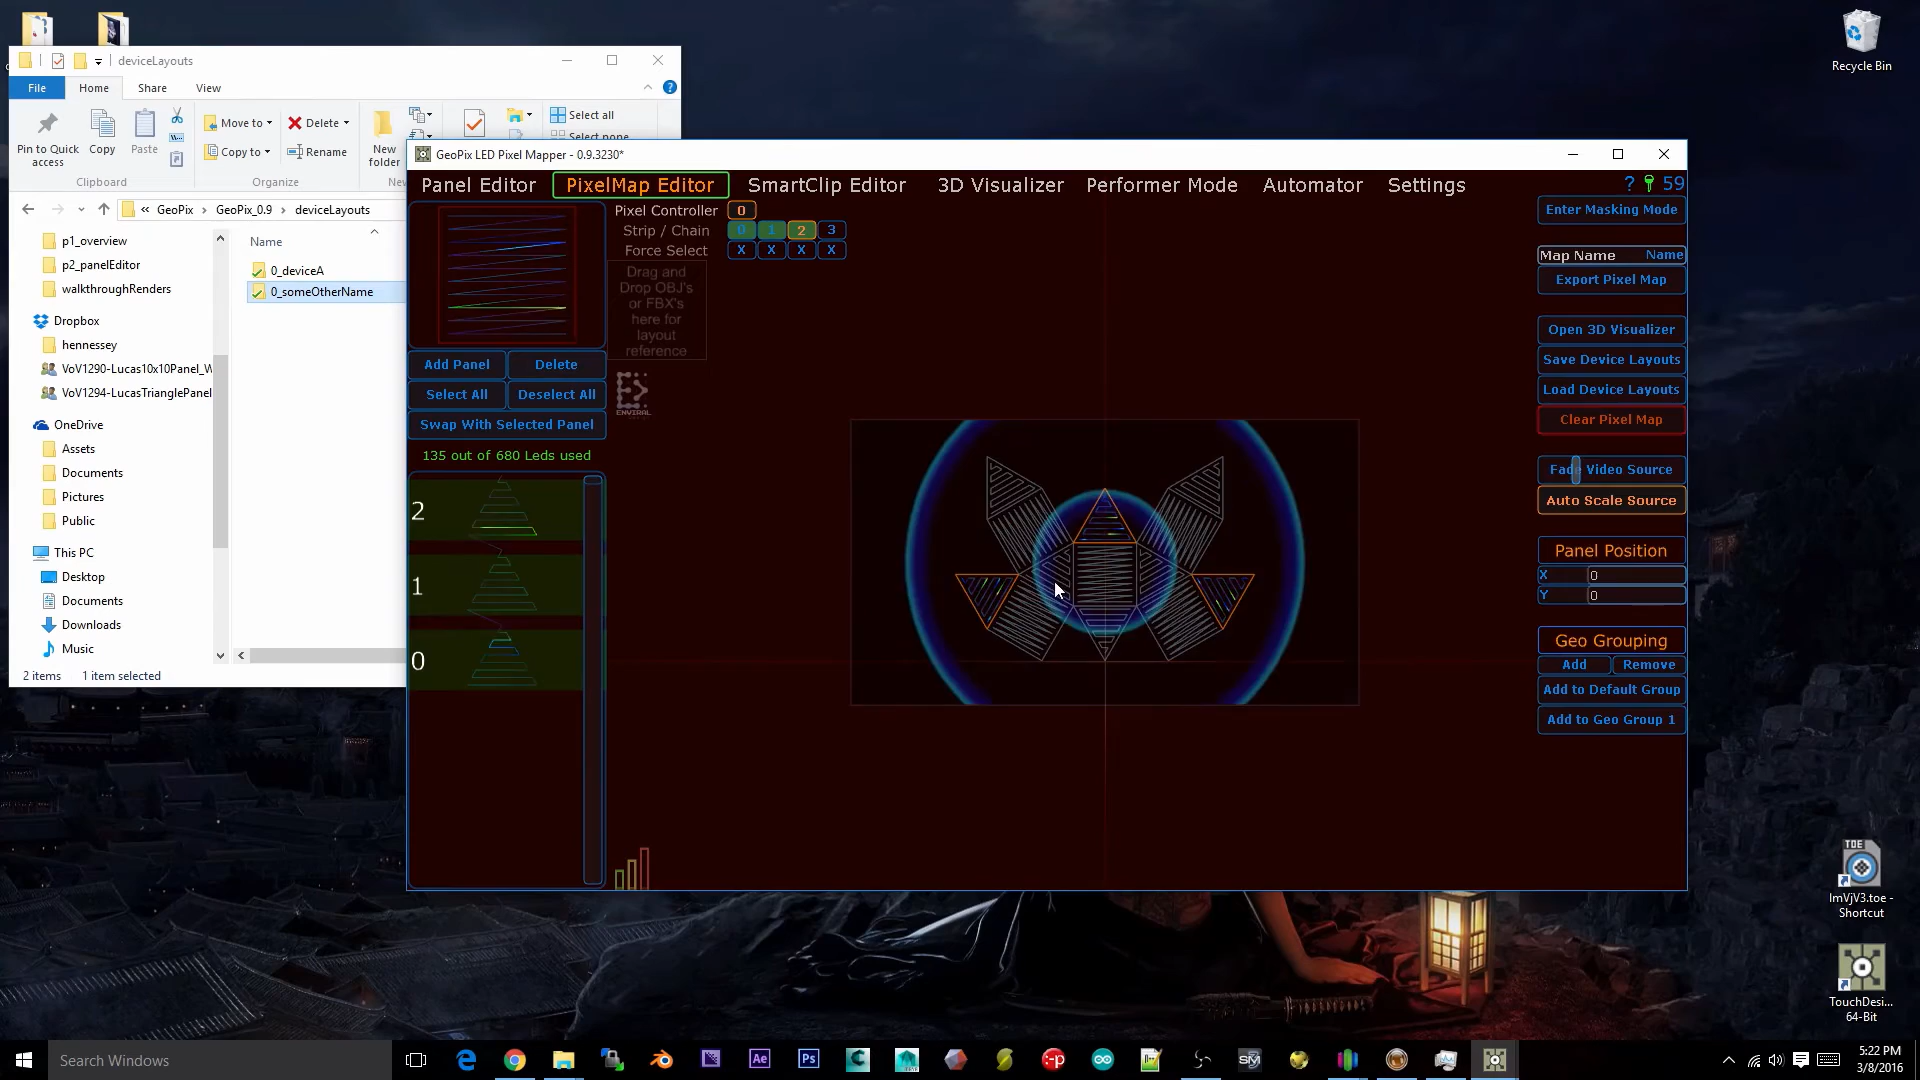 Recycle Bin
deviceLayouts
File Home Share View
Pin to Quick access
Copy
Paste
Move to
Copy to
Delete
Rename
New folder
Select all
Select none
Clipboard
Organize
GeoPix GeoPix_0.9 deviceLayouts
p1_overview
p2_panelEditor
walkthroughRenders
Dropbox
hennessey
VoV1290-Lucas10x10Panel_W
VoV1294-LucasTrianglePanel
OneDrive
Assets
Documents
Pictures
Public
This PC
Desktop
Documents
Downloads
Music
Name
0_deviceA
0_someOtherName
2 items 1 item selected
GeoPix LED Pixel Mapper - 0.9.3230*
Panel Editor PixelMap Editor SmartClip Editor 3D Visualizer Performer Mode Automator Settings ? 59
Pixel Controller 0
Strip / Chain 0 1 2 3
Force Select X X X X
Drag and
Drop OBJ's
or FBX's
here for
layout
reference
ENVIRAL
Add Panel Delete
Select All Deselect All
Swap With Selected Panel
135 out of 680 Leds used
2
1
0
Enter Masking Mode
Map Name Name
Export Pixel Map
Open 3D Visualizer
Save Device Layouts
Load Device Layouts
Clear Pixel Map
Fade Video Source
Auto Scale Source
Panel Position
X 0
Y 0
Geo Grouping
Add Remove
Add to Default Group
Add to Geo Group 1
TOE
ImVjV3.toe - Shortcut
TouchDesi... 64-Bit
Search Windows
Ae
Ps
SM
5:22 PM
3/8/2016